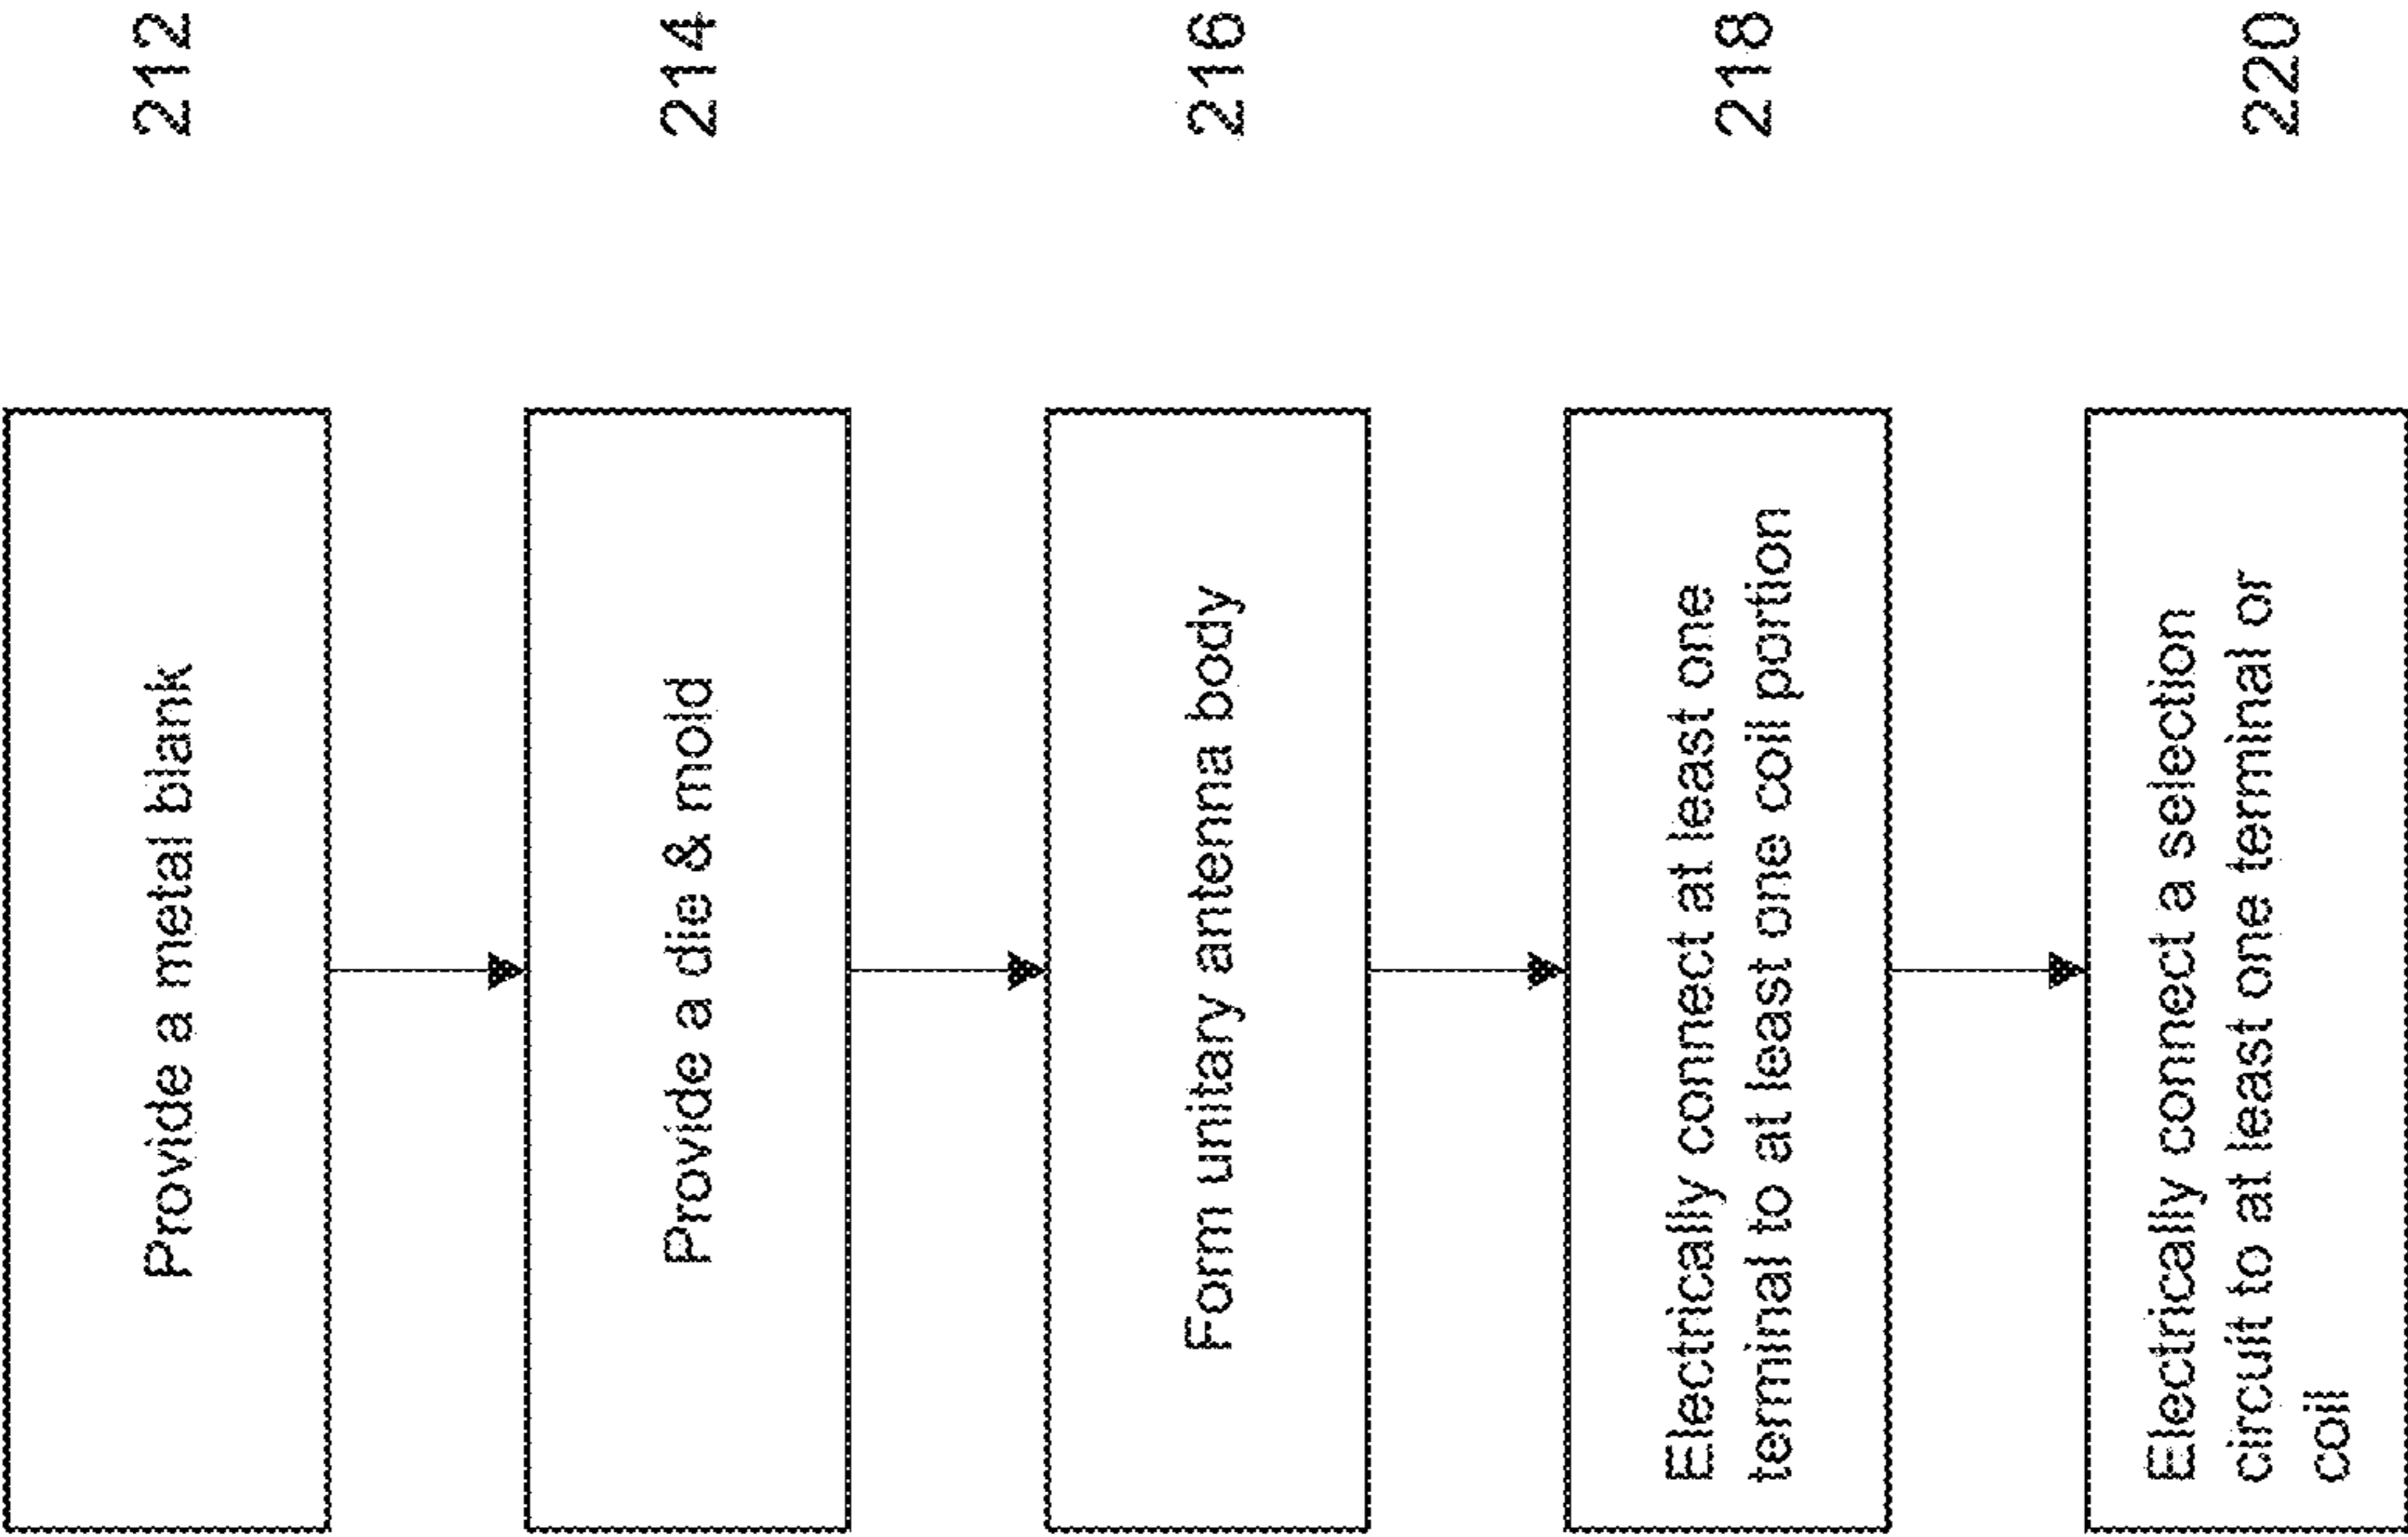 Provide a metal blank
212
Provide a die & mold
214
Form unitary antenna body
216
Electrically connect at least one
terminal to at least one coil portion
218
Electrically connect a selection
circuit to at least one terminal or
coil
220